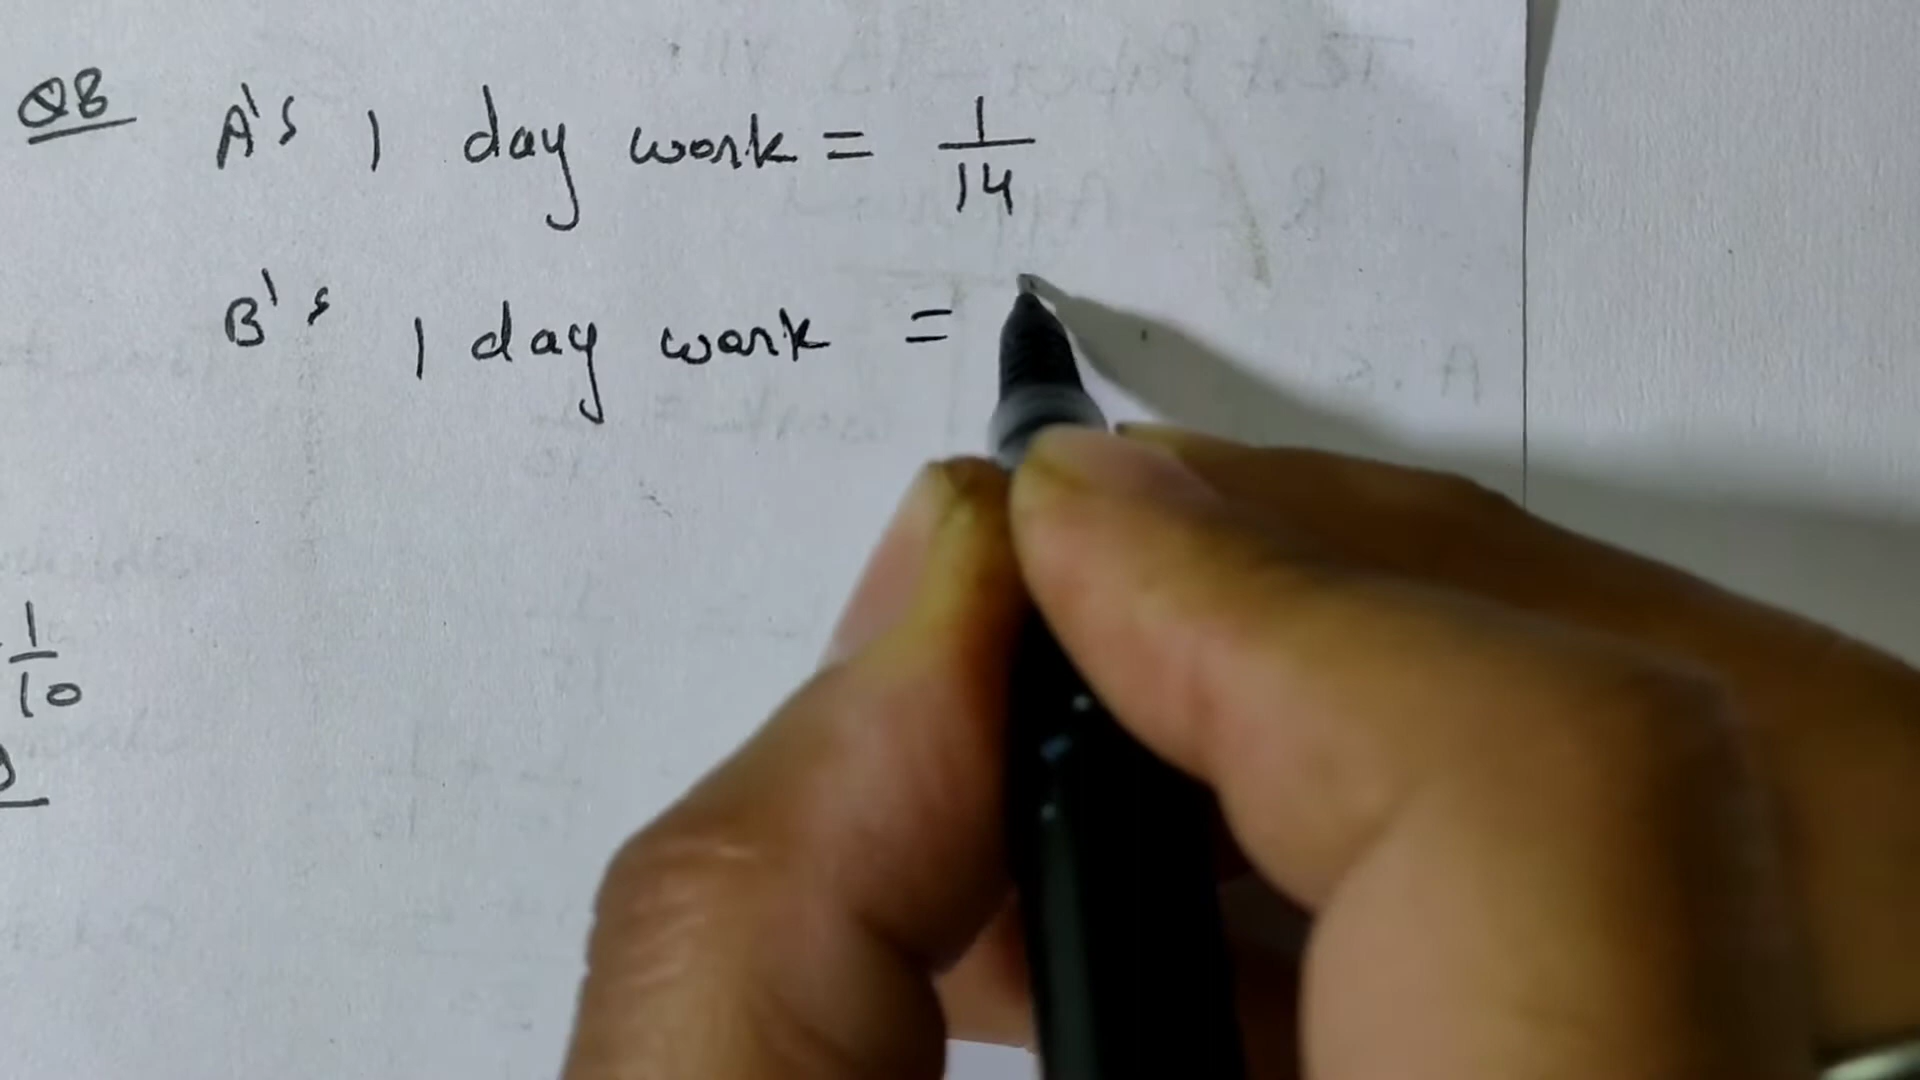 Q8 A's 1 day work = 1/14
B's 1 day work =
1/10